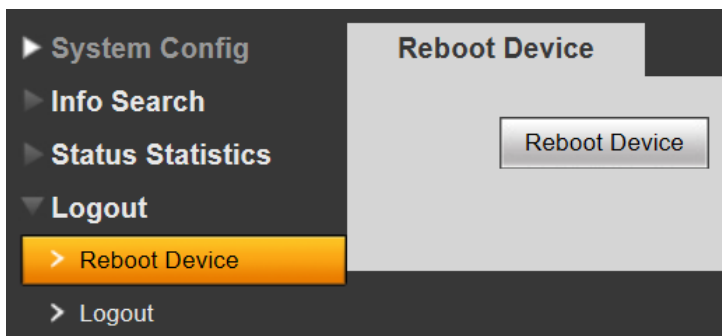 System Config
Info Search
Status Statistics
Logout
Reboot Device
Logout
Reboot Device
Reboot Device